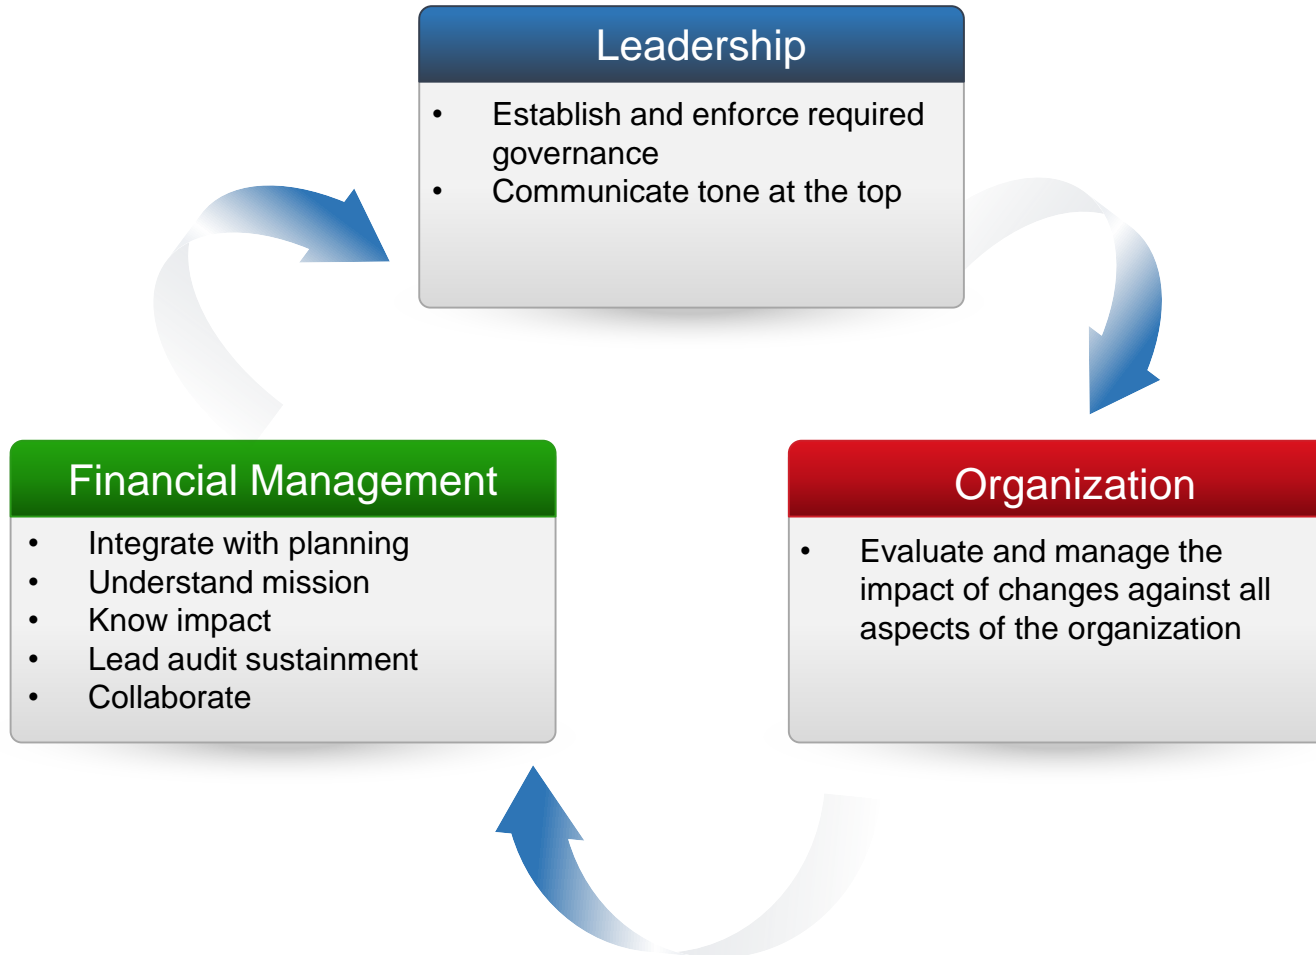 Leadership
• Establish and enforce required
governance
• Communicate tone at the top
Financial Management
• Integrate with planning
• Understand mission
• Know impact
• Lead audit sustainment
• Collaborate
Organization
• Evaluate and manage the
impact of changes against all
aspects of the organization